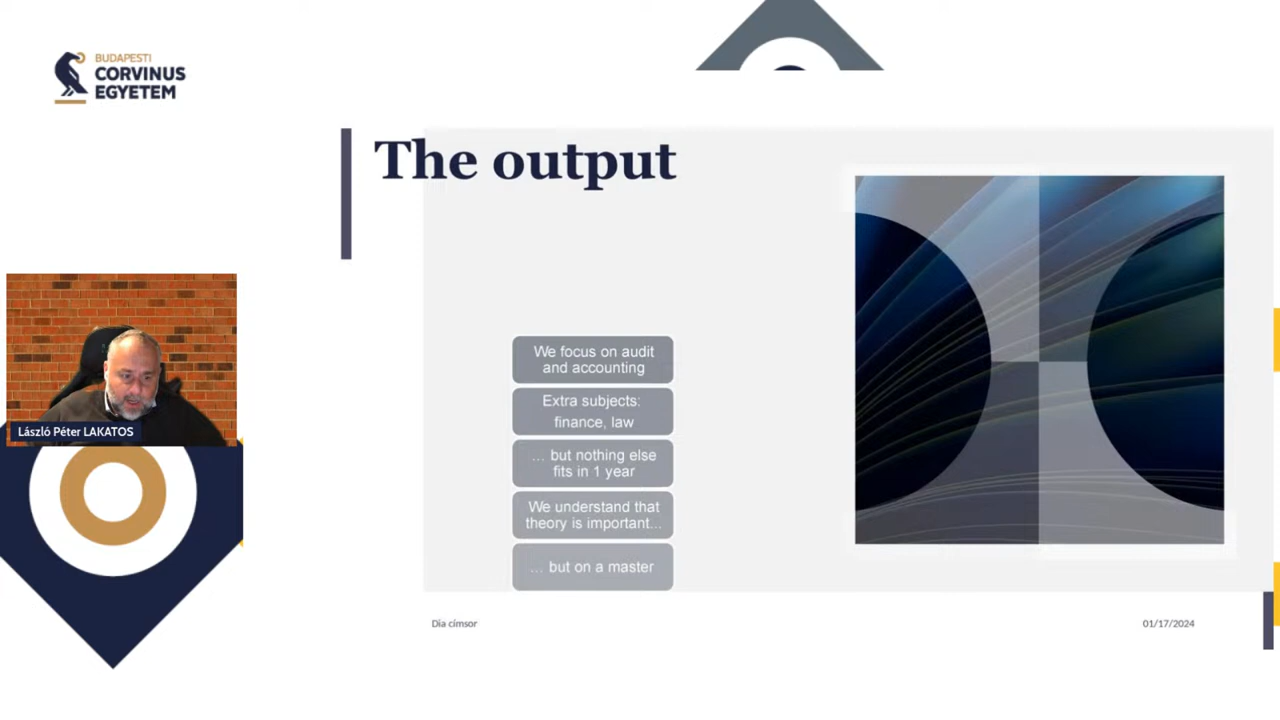 BUDAPESTI
CORVINUS
EGYETEM
The output
We focus on audit
and accounting
Extra subjects:
finance, law
... but nothing else
fits in 1 year
We understand that
theory is important...
... but on a master
László Péter LAKATOS
Dia címsor
01/17/2024